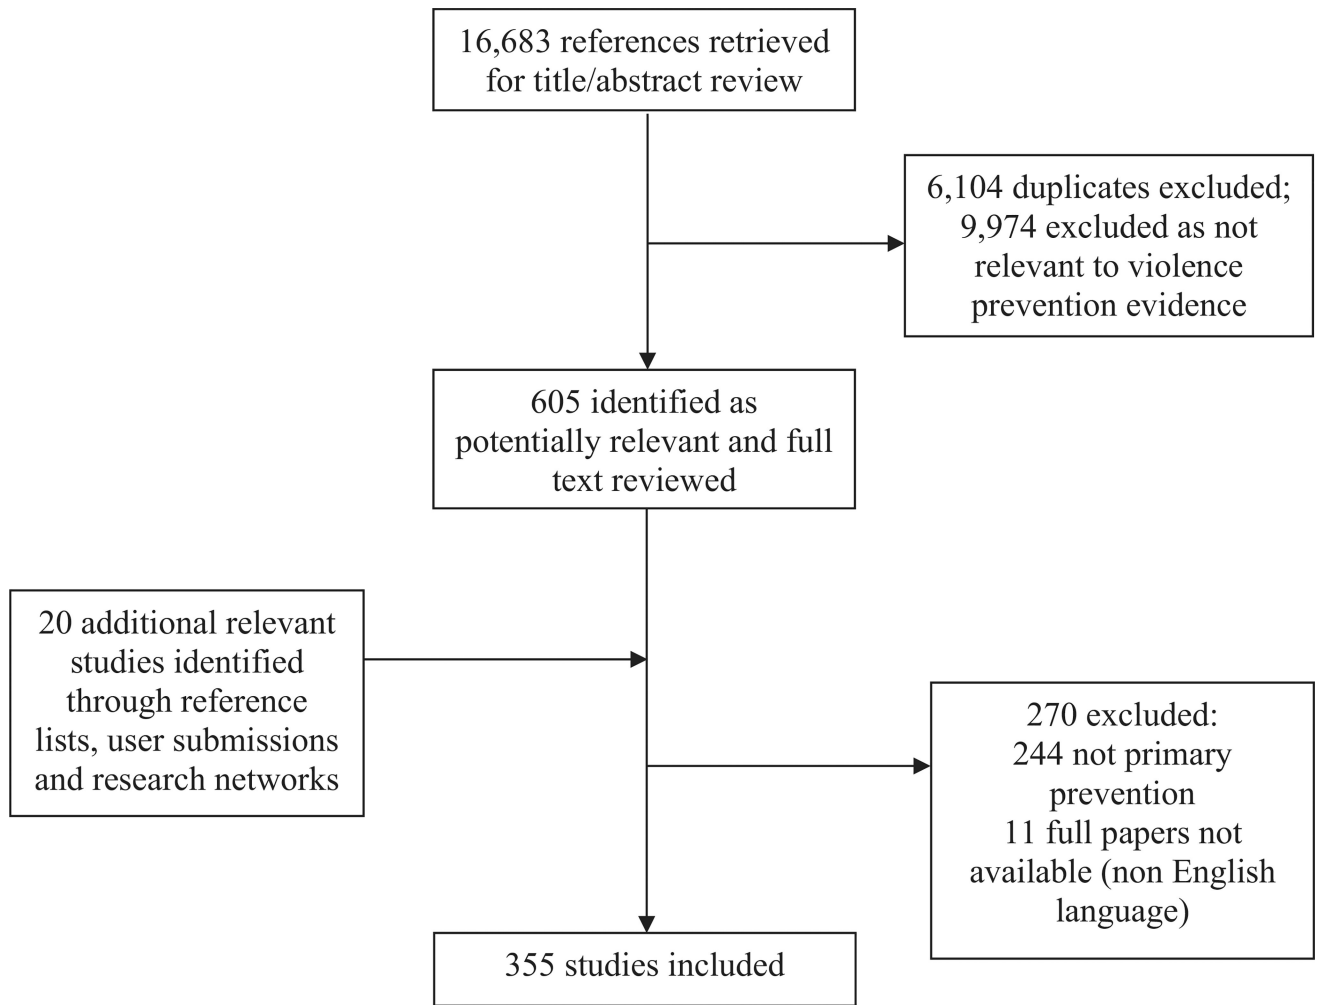 16,683 references retrieved
for title/abstract review
6,104 duplicates excluded;
9,974 excluded as not
relevant to violence
prevention evidence
605 identified as
potentially relevant and full
text reviewed
20 additional relevant
studies identified
through reference
lists, user submissions
and research networks
270 excluded:
244 not primary
prevention
11 full papers not
available (non English
language)
355 studies included